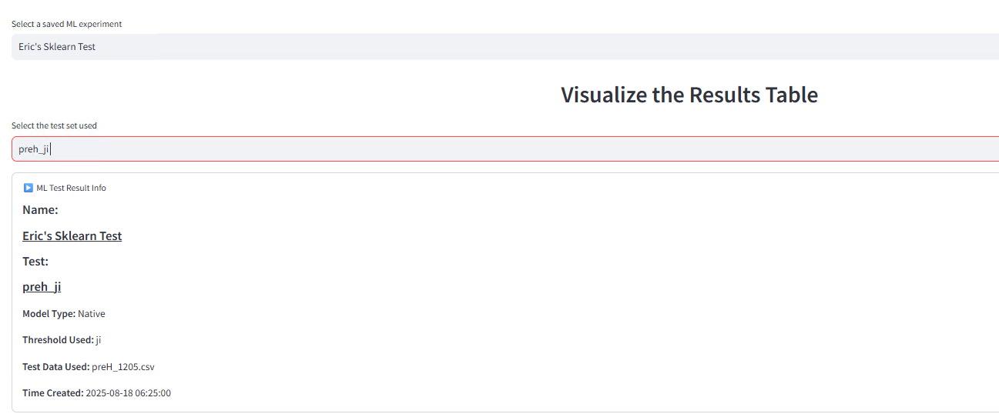 Select a saved ML experiment
Eric's Sklearn Test
Visualize the Results Table
Select the test set used
preh_ji
ML Test Result Info
Name:
Eric's Sklearn Test
Test:
preh_ji
Model Type: Native
Threshold Used: ji
Test Data Used: preH_1205.csv
Time Created: 2025-08-18 06:25:00